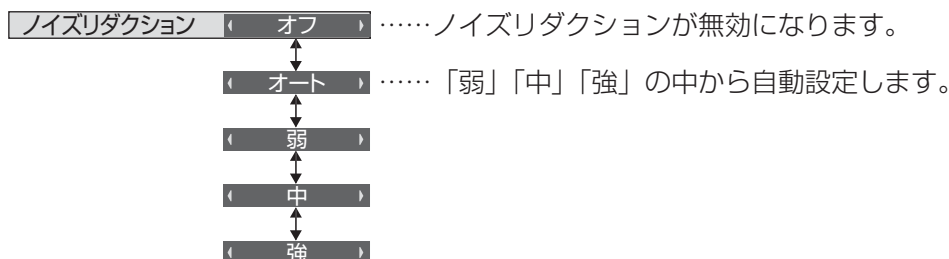 ノイズリダクション オフ ……ノイズリダクションが無効になります。
オート ……「弱」「中」「強」の中から自動設定します。
弱
中
強